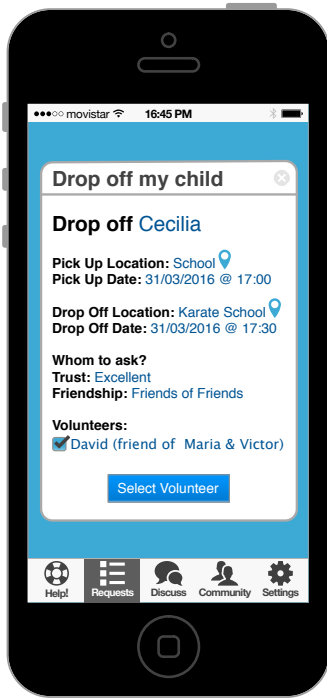 movistar 16:45 PM
Drop off my child
Drop off Cecilia
Pick Up Location: School
Pick Up Date: 31/03/2016 @ 17:00
Drop Off Location: Karate School
Drop Off Date: 31/03/2016 @ 17:30
Whom to ask?
Trust: Excellent
Friendship: Friends of Friends
Volunteers:
David (friend of Maria & Victor)
Select Volunteer
Help! Requests Discuss Community Settings